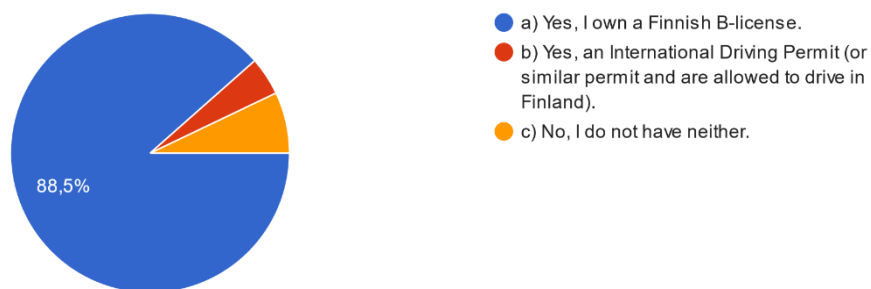 a) Yes, I own a Finnish B-license.
b) Yes, an International Driving Permit (or
similar permit and are allowed to drive in
Finland).
c) No, I do not have neither.
88,5%